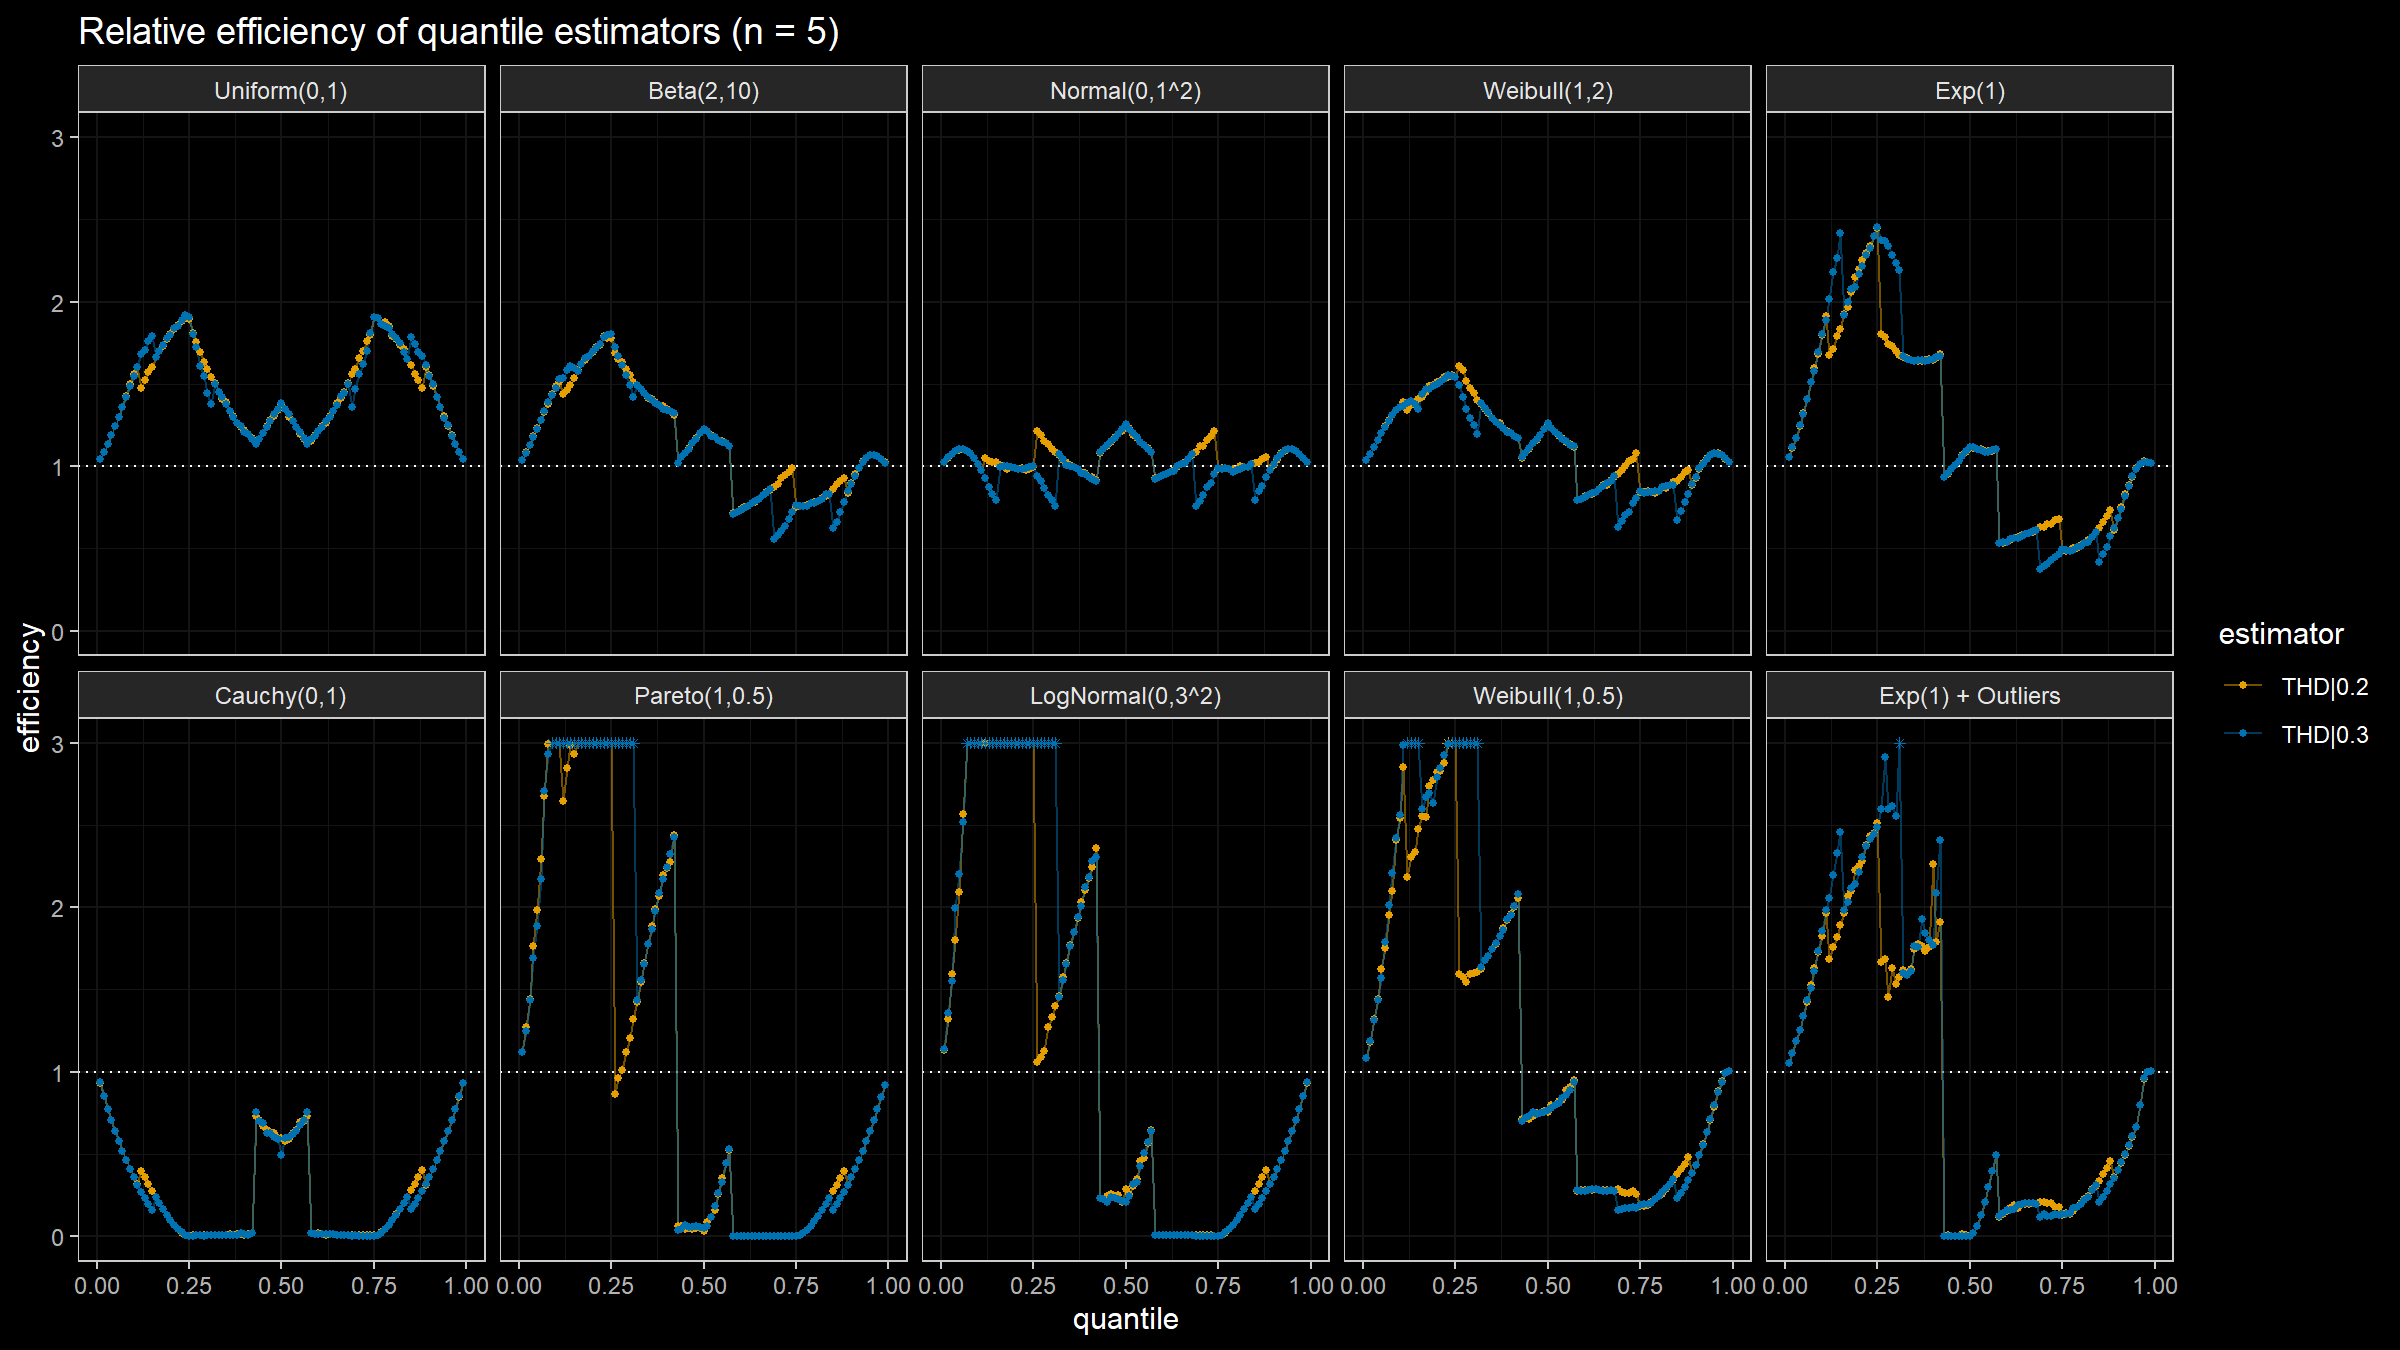 Relative efficiency of quantile estimators (n = 5)
Uniform(0,1) Beta(2,10) Normal(0,1^2) Weibull(1,2) Exp(1)
3
2
1
0
efficiency
Cauchy(0,1) Pareto(1,0.5) LogNormal(0,3^2) Weibull(1,0.5) Exp(1) + Outliers
3
2
1
0
0.00 0.25 0.50 0.75 1.00 0.00 0.25 0.50 0.75 1.00 0.00 0.25 0.50 0.75 1.00 0.00 0.25 0.50 0.75 1.00 0.00 0.25 0.50 0.75 1.00
quantile
estimator
THD|0.2
THD|0.3